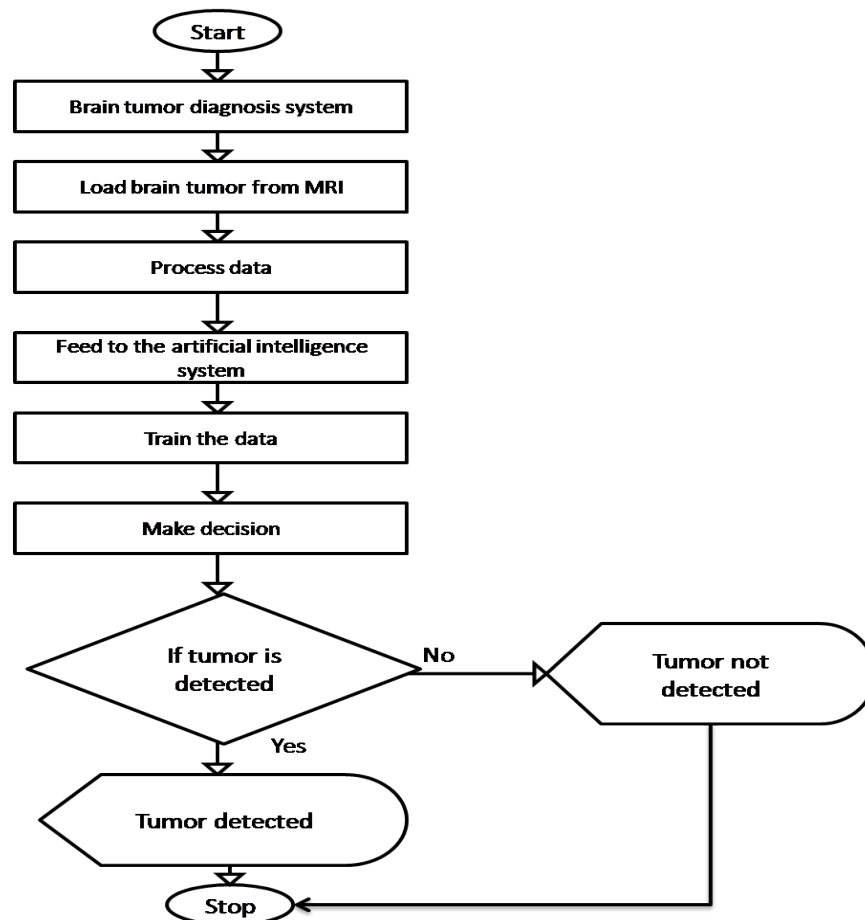 Start
Brain tumor diagnosis system
Load brain tumor from MRI
Process data
Feed to the artificial intelligence
system
Train the data
Make decision
If tumor is
detected
No
Tumor not
detected
Yes
Tumor detected
Stop